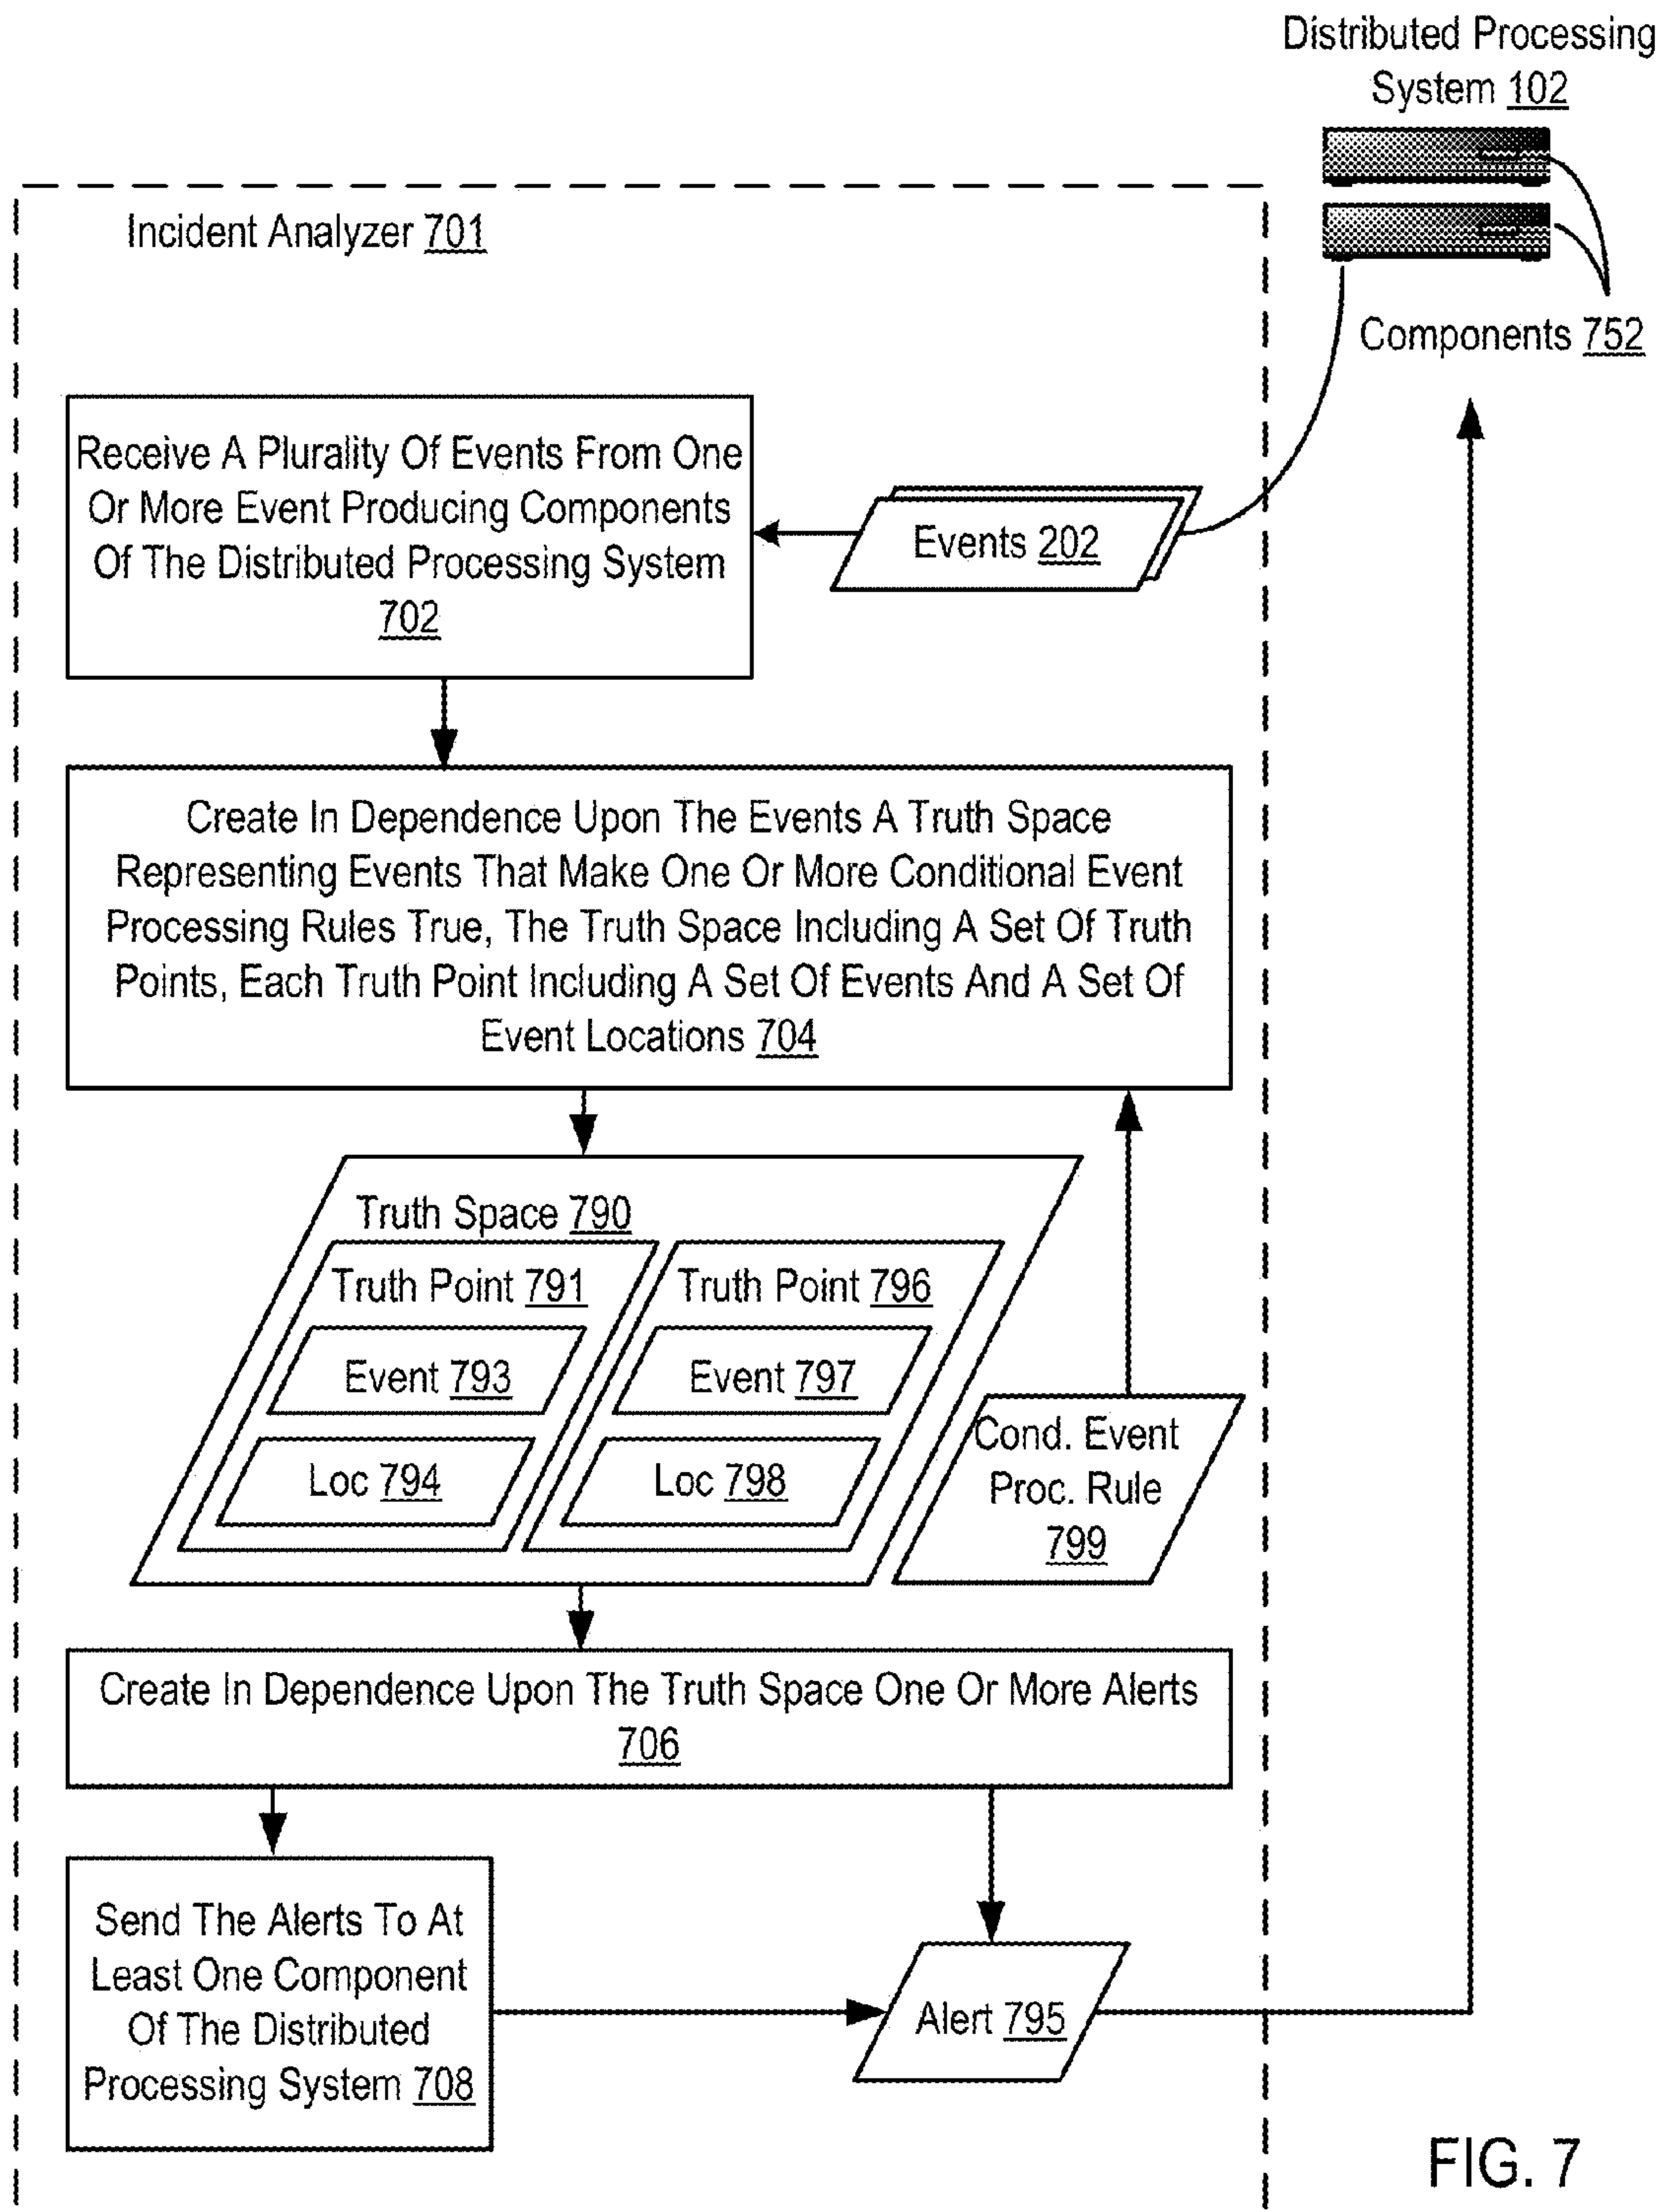 Distributed Processing
System 102
Incident Analyzer 701
Components 752
Receive A Plurality Of Events From One
Or More Event Producing Components
Of The Distributed Processing System
702
Events 202
Create In Dependence Upon The Events A Truth Space
Representing Events That Make One Or More Conditional Event
Processing Rules True, The Truth Space Including A Set Of Truth
Points, Each Truth Point Including A Set Of Events And A Set Of
Event Locations 704
Truth Space 790
Truth Point 791
Event 793
Loc 794
Truth Point 796
Event 797
Loc 798
Cond. Event
Proc. Rule
799
Create In Dependence Upon The Truth Space One Or More Alerts
706
Send The Alerts To At
Least One Component
Of The Distributed
Processing System 708
Alert 795
FIG. 7